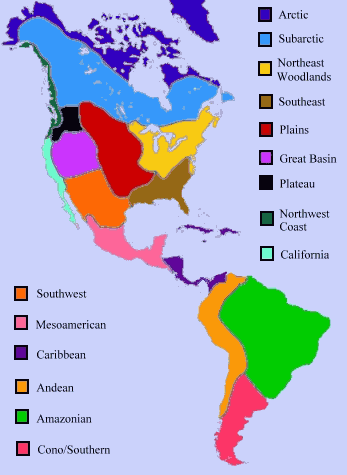 Arctic
Subarctic
Northeast
Woodlands
Southeast
Plains
Great Basin
Plateau
Northwest
Coast
California
Southwest
Mesoamerican
Caribbean
Andean
Amazonian
Cono/Southern